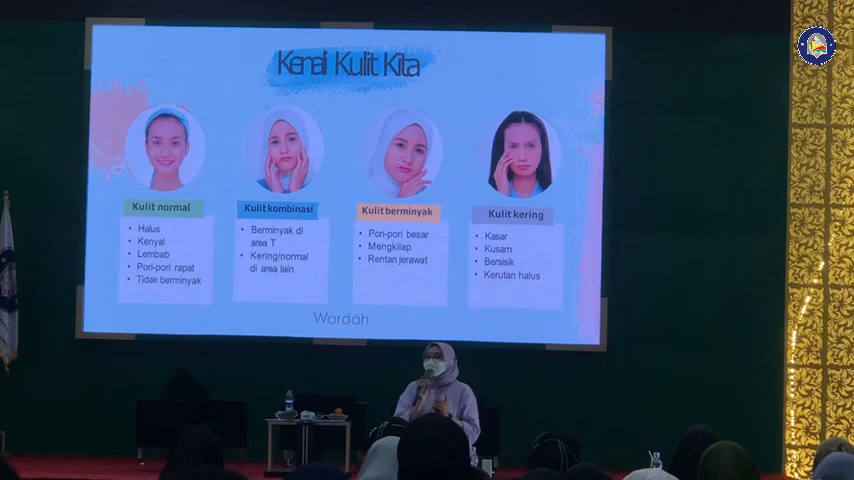 Kenali Kulit Kita
Kulit normal
• Halus
• Kenyal
• Lembab
• Pori-pori rapat
• Tidak berminyak
Kulit kombinasi
• Berminyak di
area T
• Kering/normal
di area lain
Kulit berminyak
• Pori-pori besar
• Mengkilap
• Rentan jerawat
Kulit kering
• Kasar
• Kusam
• Bersisik
• Kerutan halus
Wardah